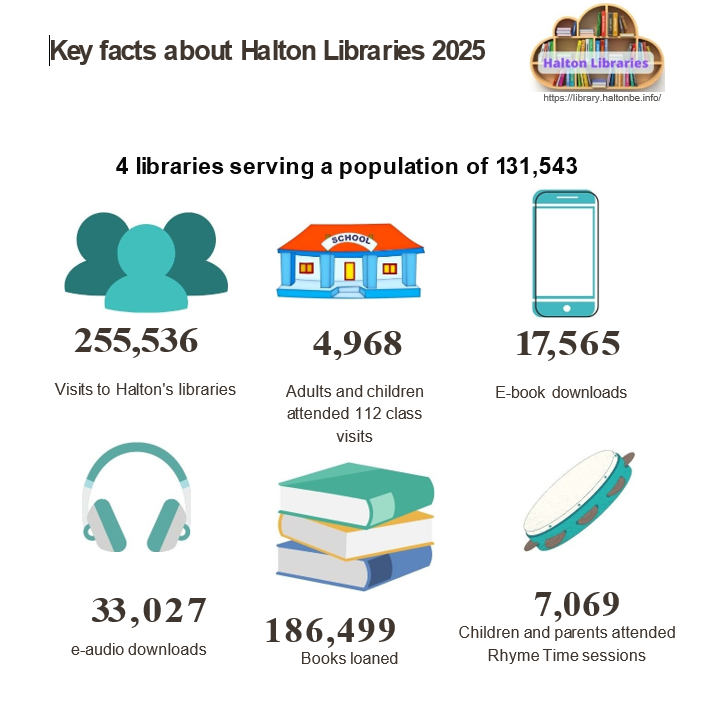 Key facts about Halton Libraries 2025
Halton Libraries
https://library.haltonbe.info/
4 libraries serving a population of 131,543
SCHOOL
255,536
Visits to Halton's libraries
4,968
Adults and children
attended 112 class
visits
17,565
E-book downloads
33,027
e-audio downloads
186,499
Books loaned
7,069
Children and parents attended
Rhyme Time sessions